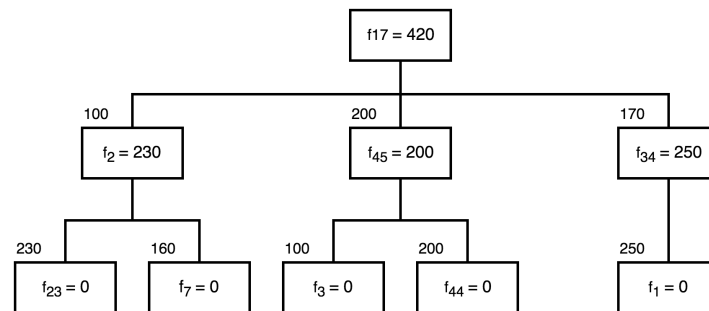 f17 = 420
100
200
170
f₂ = 230
f₄₅ = 200
f₃₄ = 250
230
160
100
200
250
f₂₃ = 0
f₇ = 0
f₃ = 0
f₄₄ = 0
f₁ = 0